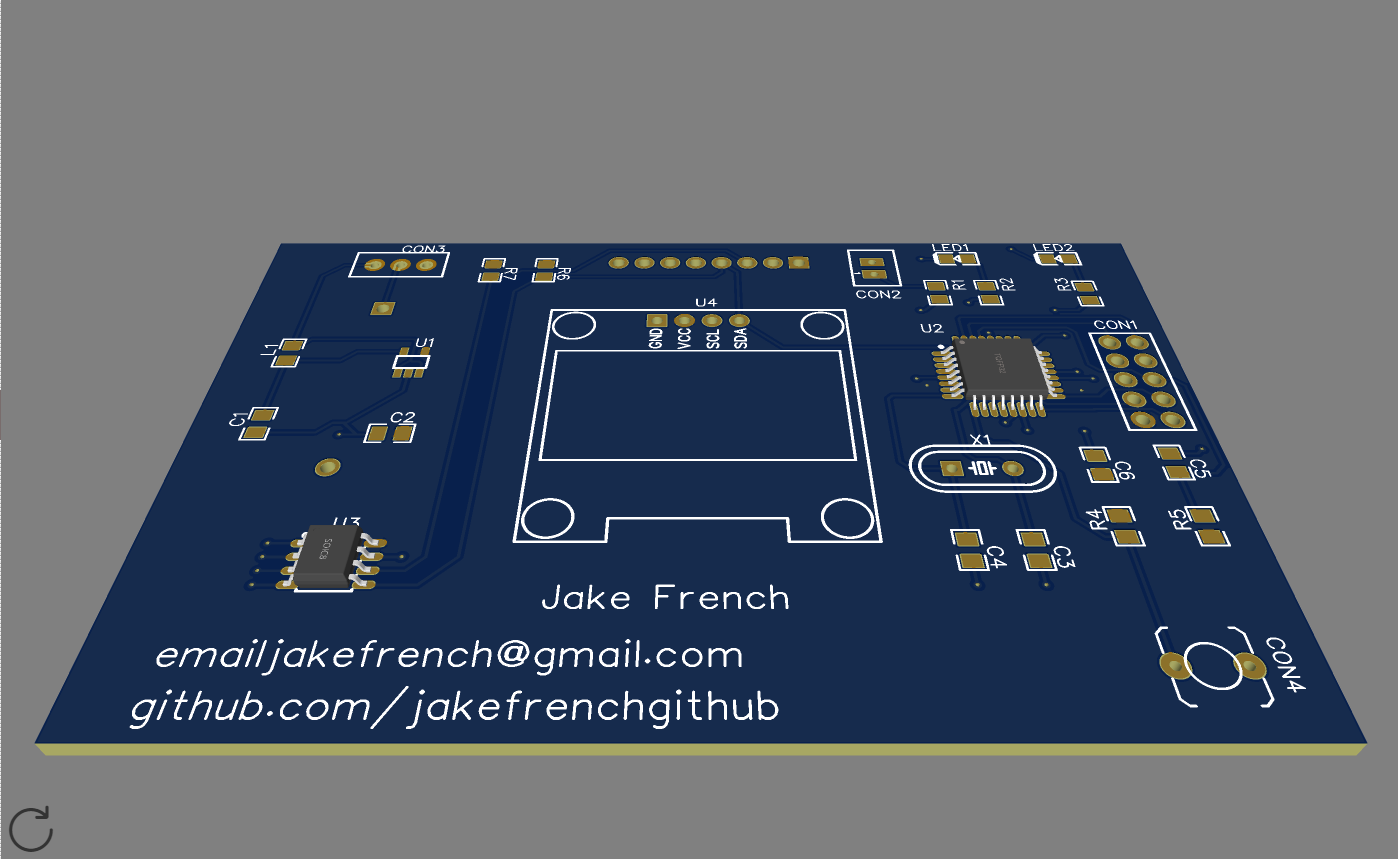 CON3
R7
R6
CON2
LED1
LED2
R1
R2
R3
U4
GND
VCC
SCL
SDA
U2
CON1
L1
U1
C1
C2
X1
C6
C5
R4
R5
U3
SOIC8
C4
C3
Jake French
emailjakefrench@gmail.com
github.com/jakefrenchgithub
CON4